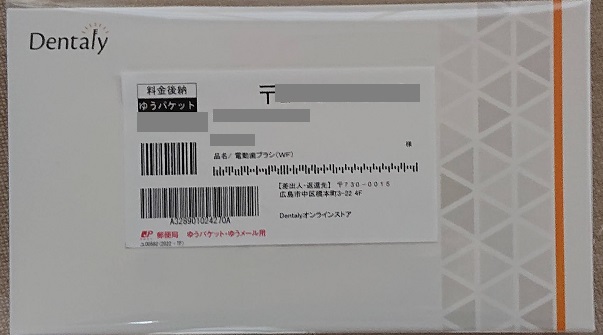 Dentaly
料金後納
〒
ゆうパケット
様
品名/ 電動歯ブラシ(WF)
【差出人・返還先】 〒730-0015
広島市中区橋本町3-22 4F
A328901024270A
Dentalyオンラインストア
郵便局 ゆうパケット・ゆうメール用